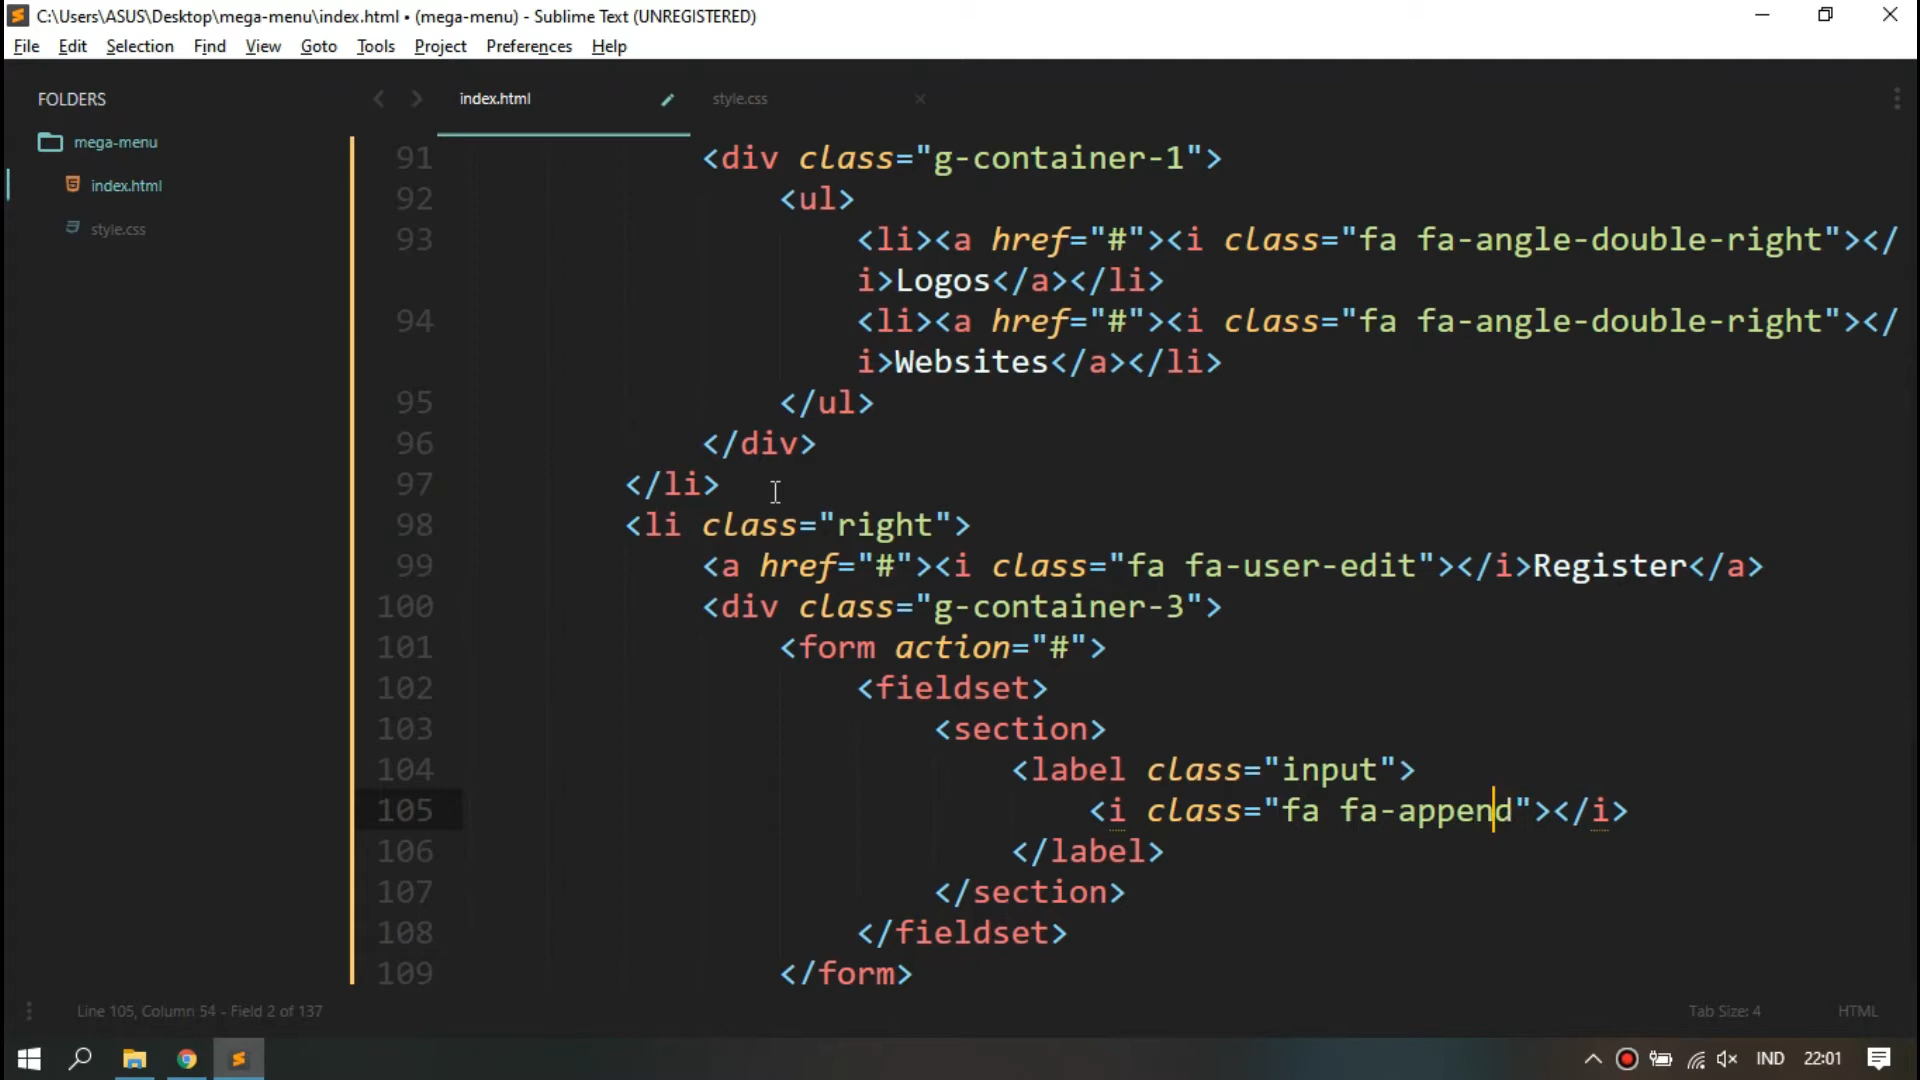 C:\Users\ASUS\Desktop\mega-menu\index.html • (mega-menu) - Sublime Text (UNREGISTERED)
File Edit Selection Find View Goto Tools Project Preferences Help
FOLDERS
mega-menu
index.html
style.css
index.html style.css
91 <div class="g-container-1">
92 <ul>
93 <li><a href="#"><i class="fa fa-angle-double-right"></
i>Logos</a></li>
94 <li><a href="#"><i class="fa fa-angle-double-right"></
i>Websites</a></li>
95 </ul>
96 </div>
97 </li>
98 <li class="right">
99 <a href="#"><i class="fa fa-user-edit"></i>Register</a>
100 <div class="g-container-3">
101 <form action="#">
102 <fieldset>
103 <section>
104 <label class="input">
105 <i class="fa fa-append"></i>
106 </label>
107 </section>
108 </fieldset>
109 </form>
Line 105, Column 54 - Field 2 of 137
Tab Size: 4 HTML
IND 22:01